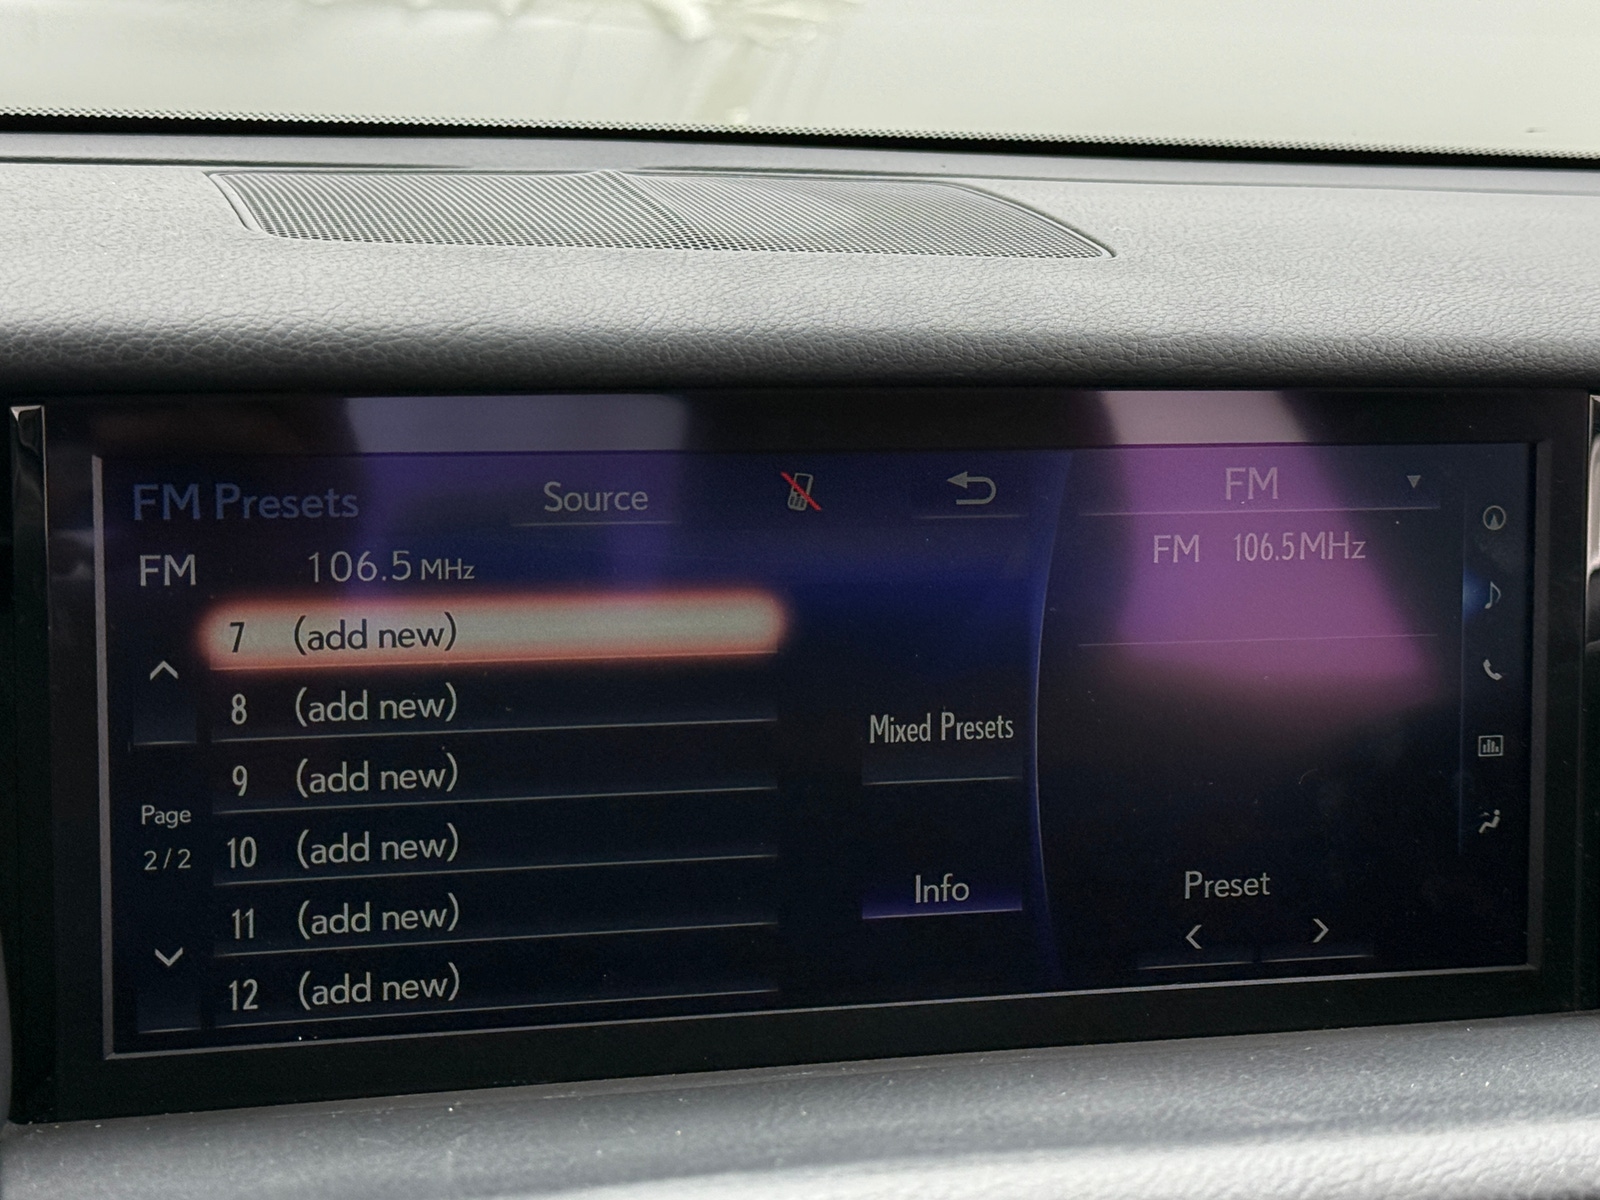 FM Presets
Source
FM 106.5 MHz
7 (add new)
8 (add new)
9 (add new)
10 (add new)
11 (add new)
12 (add new)
Page
2/2
Mixed Presets
Info
FM
FM 106.5MHz
Preset